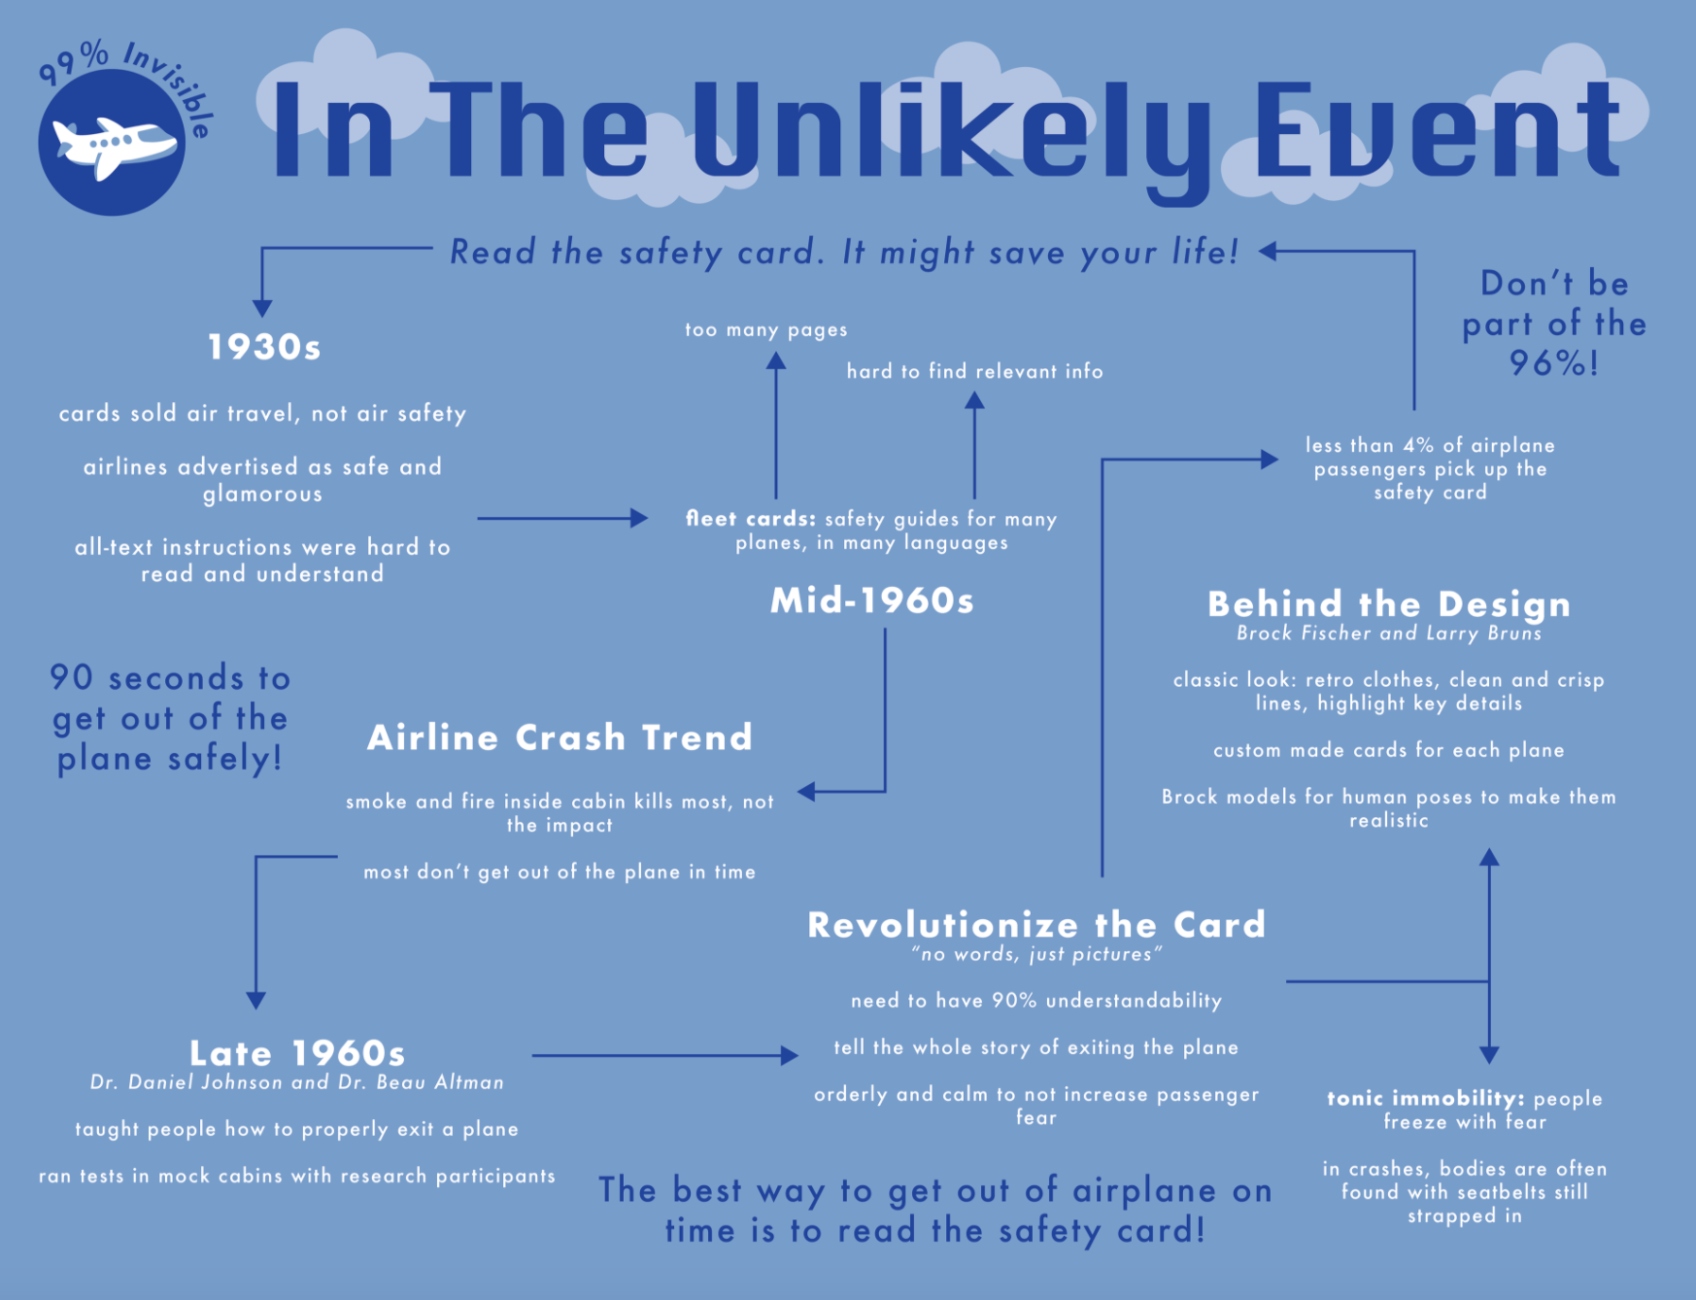 99% Invisible
In The Unlikely Event
Read the safety card. It might save your life!
Don't be
part of the
96%!
1930s
cards sold air travel, not air safety
airlines advertised as safe and
glamorous
all-text instructions were hard to
read and understand
too many pages
hard to find relevant info
fleet cards: safety guides for many
planes, in many languages
Mid-1960s
less than 4% of airplane
passengers pick up the
safety card
Behind the Design
Brock Fischer and Larry Bruns
classic look: retro clothes, clean and crisp
lines, highlight key details
custom made cards for each plane
Brock models for human poses to make them
realistic
90 seconds to
get out of the
plane safely!
Airline Crash Trend
smoke and fire inside cabin kills most, not
the impact
most don't get out of the plane in time
Late 1960s
Dr. Daniel Johnson and Dr. Beau Altman
taught people how to properly exit a plane
ran tests in mock cabins with research participants
Revolutionize the Card
"no words, just pictures"
need to have 90% understandability
tell the whole story of exiting the plane
orderly and calm to not increase passenger
fear
tonic immobility: people
freeze with fear
in crashes, bodies are often
found with seatbelts still
strapped in
The best way to get out of airplane on
time is to read the safety card!